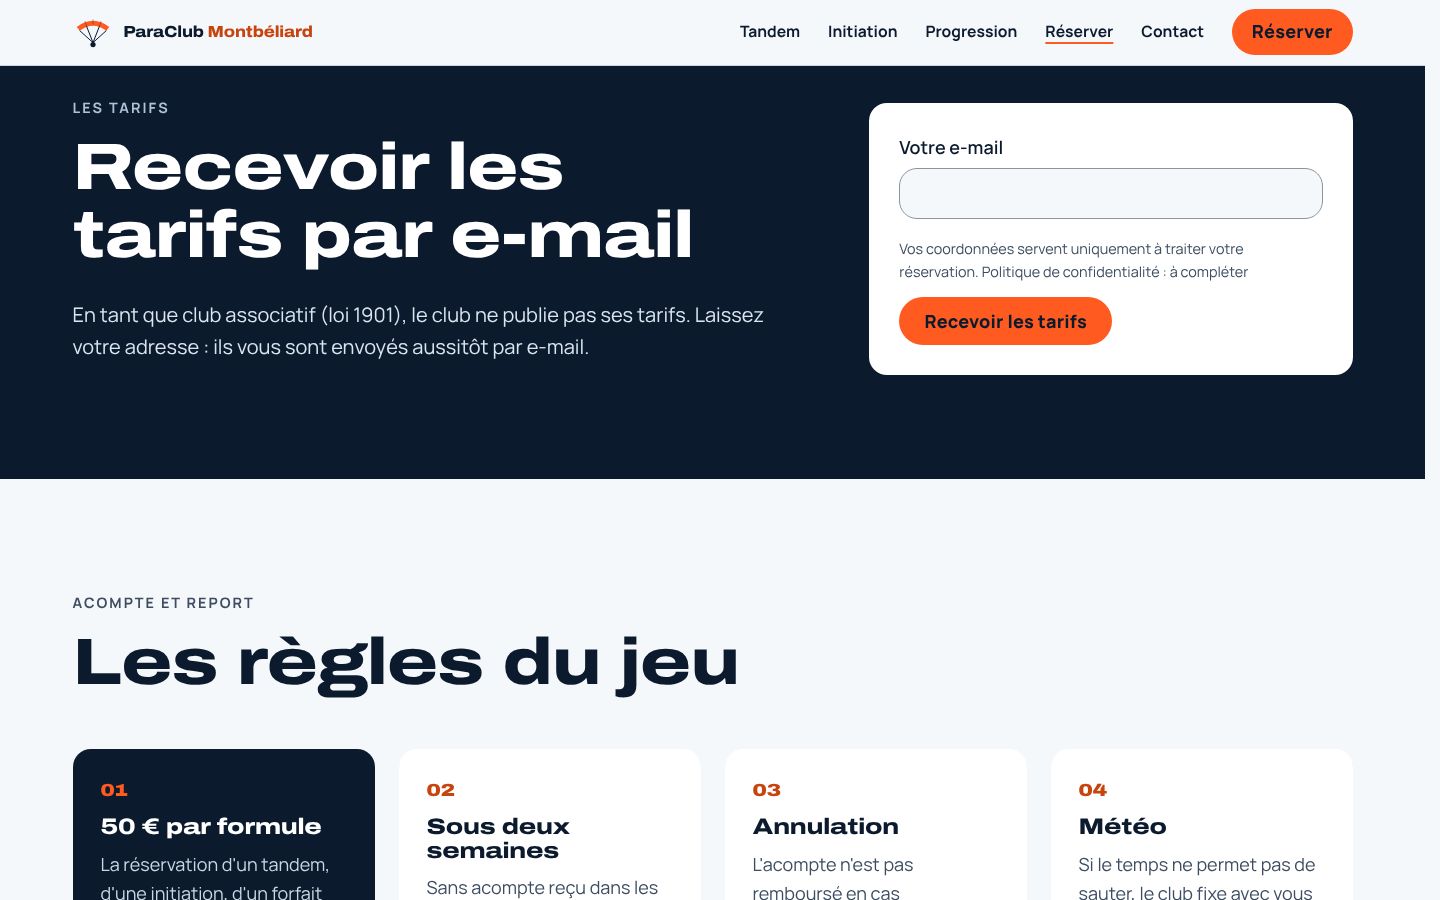 ParaClub Montbéliard
Tandem
Initiation
Progression
Réserver
Contact
Réserver
LES TARIFS
Recevoir les
tarifs par e-mail
En tant que club associatif (loi 1901), le club ne publie pas ses tarifs. Laissez
votre adresse : ils vous sont envoyés aussitôt par e-mail.
Votre e-mail
Vos coordonnées servent uniquement à traiter votre
réservation. Politique de confidentialité : à compléter
Recevoir les tarifs
ACOMPTE ET REPORT
Les règles du jeu
01
50 € par formule
La réservation d'un tandem,
d'une initiation, d'un forfait
02
Sous deux
semaines
Sans acompte reçu dans les
03
Annulation
L'acompte n'est pas
remboursé en cas
04
Météo
Si le temps ne permet pas de
sauter, le club fixe avec vous